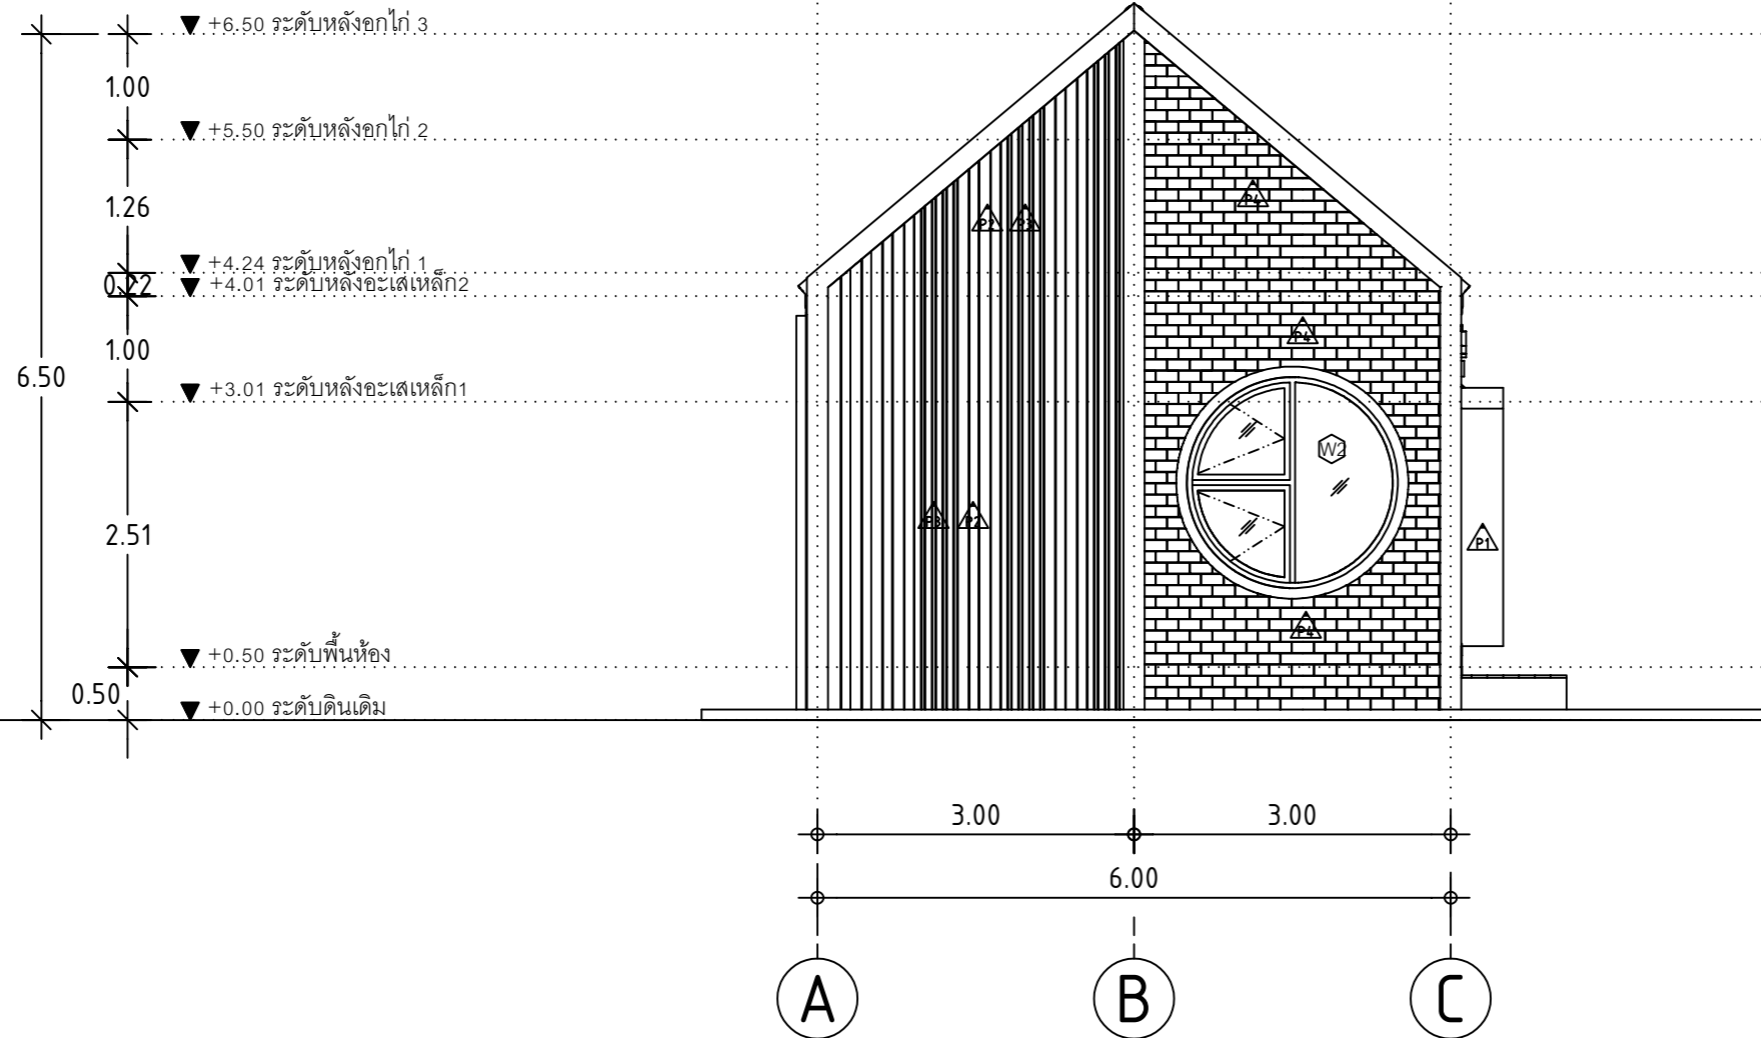 +6.50 ระดับหลังอกไก่ 3
1.00
+5.50 ระดับหลังอกไก่ 2
1.26
+4.24 ระดับหลังอกไก่ 1
0.22
+4.01 ระดับหลังอะเสเหล็ก2
1.00
6.50
+3.01 ระดับหลังอะเสเหล็ก1
2.51
+0.50 ระดับพื้นห้อง
0.50
+0.00 ระดับดินเดิม
P2 P3
P4
P4
W2
P3 P2
P1
P4
3.00 3.00
6.00
A B C